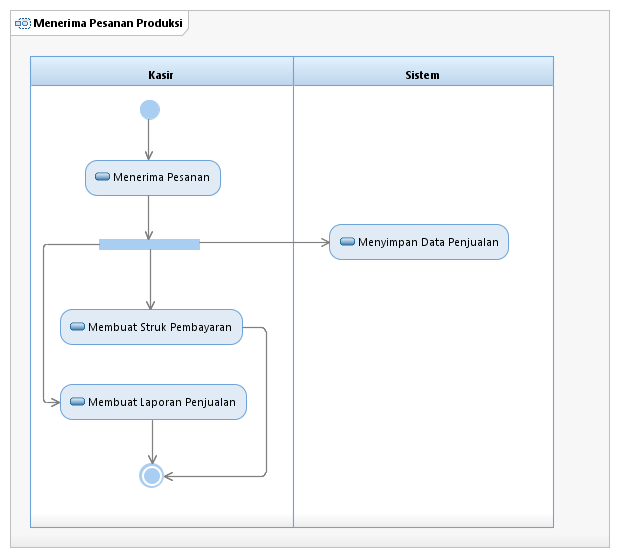 Menerima Pesanan Produksi
Kasir
Sistem
Menerima Pesanan
Menyimpan Data Penjualan
Membuat Struk Pembayaran
Membuat Laporan Penjualan